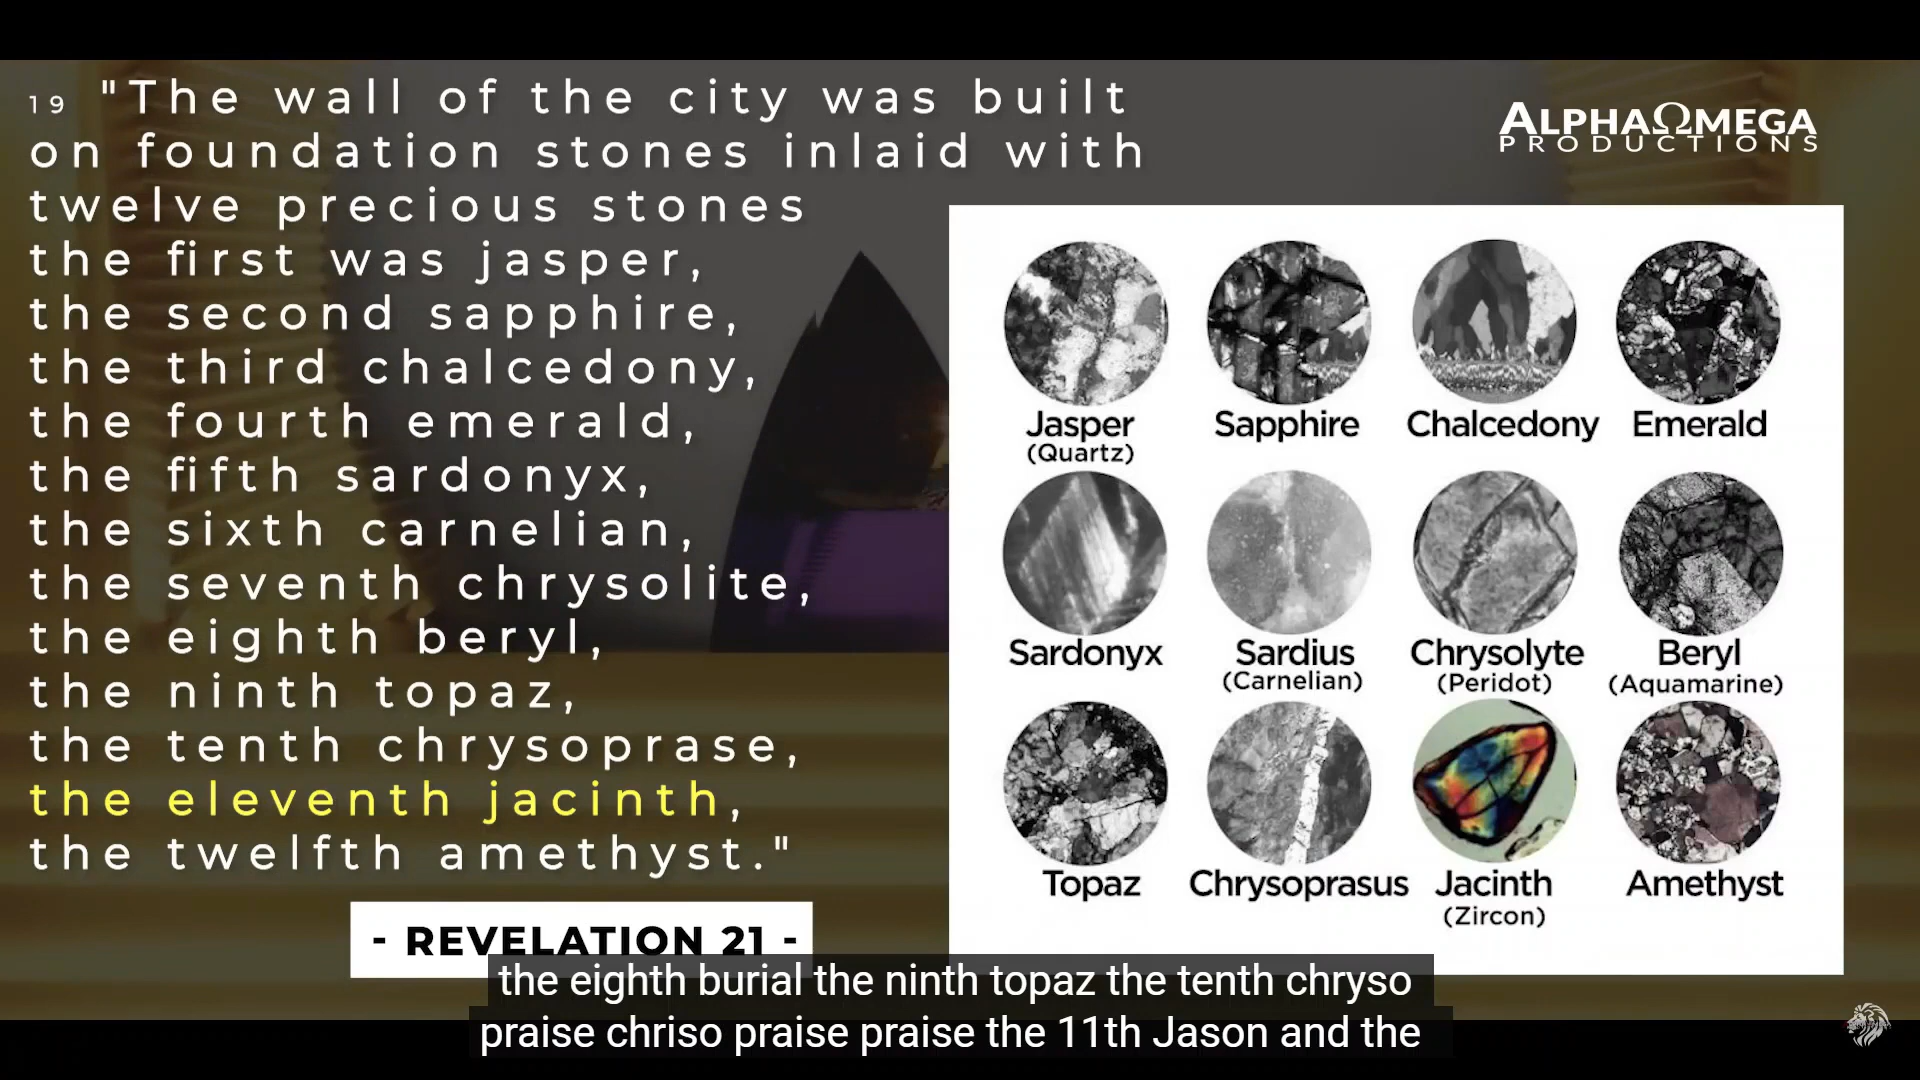 19 "The wall of the city was built
on foundation stones inlaid with
twelve precious stones
the first was jasper,
the second sapphire,
the third chalcedony,
the fourth emerald,
the fifth sardonyx,
the sixth carnelian,
the seventh chrysolite,
the eighth beryl,
the ninth topaz,
the tenth chrysoprase,
the eleventh jacinth,
the twelfth amethyst."
- REVELATION 21 -
ALPHAΩMEGA
PRODUCTIONS
Jasper
(Quartz)
Sapphire
Chalcedony
Emerald
Sardonyx
Sardius
(Carnelian)
Chrysolyte
(Peridot)
Beryl
(Aquamarine)
Topaz
Chrysoprasus
Jacinth
(Zircon)
Amethyst
the eighth burial the ninth topaz the tenth chryso
praise chriso praise praise the 11th Jason and the